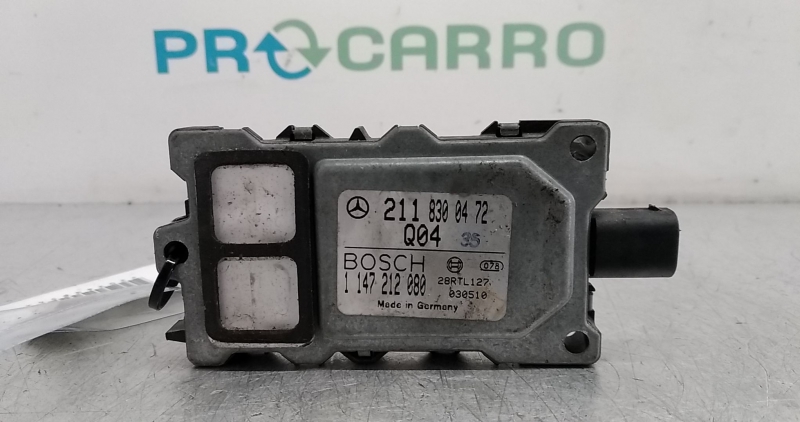 PROCARRO
211 830 04 72
Q04 35
BOSCH 078
1 147 212 080 28RTL127
030510
Made in Germany